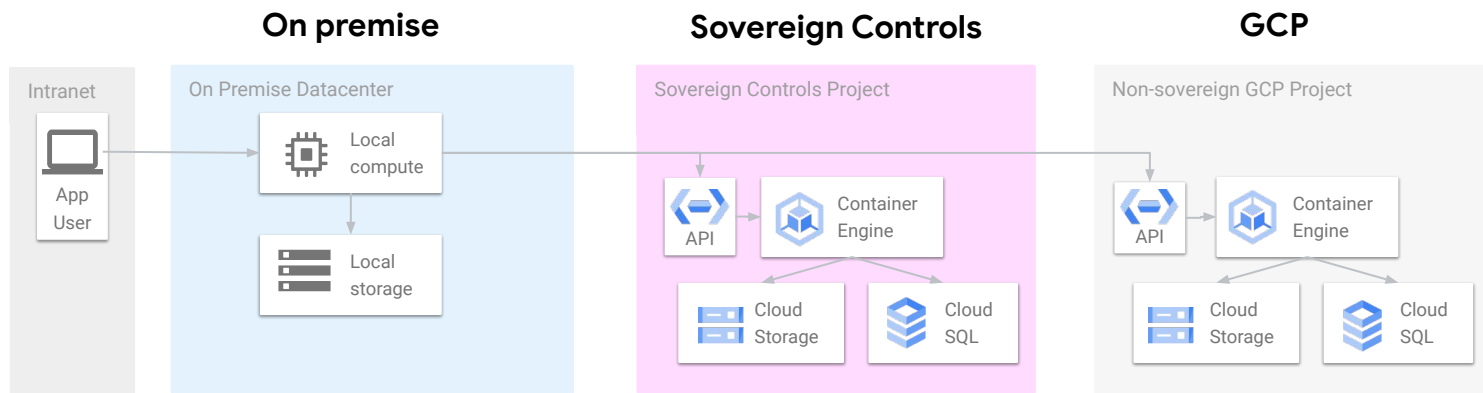 On premise
Sovereign Controls
GCP
Intranet
App
User
On Premise Datacenter
Local
compute
Local
storage
Sovereign Controls Project
API
Container
Engine
Cloud
Storage
Cloud
SQL
Non-sovereign GCP Project
API
Container
Engine
Cloud
Storage
Cloud
SQL